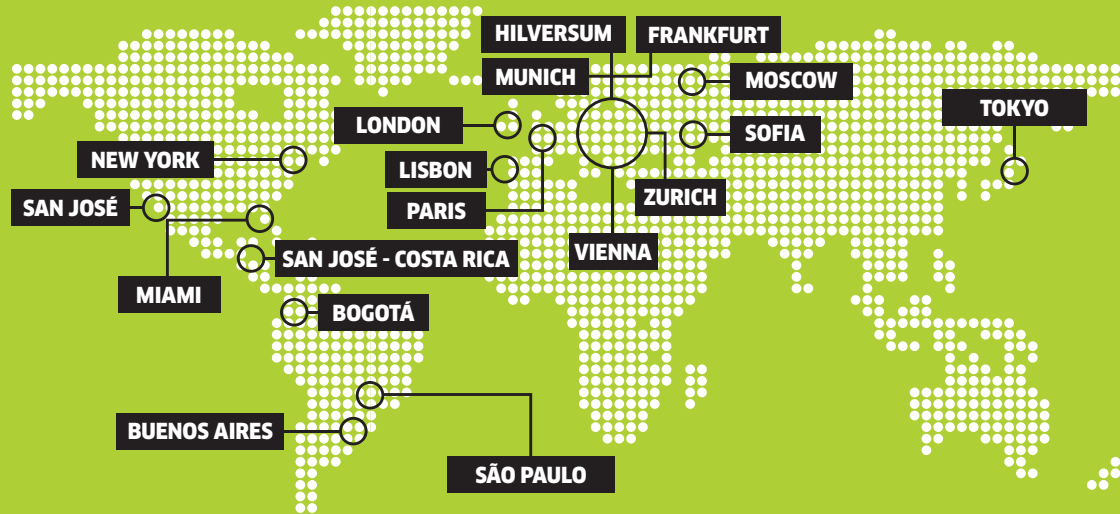 HILVERSUM
FRANKFURT
MUNICH
MOSCOW
TOKYO
LONDON
SOFIA
NEW YORK
LISBON
ZURICH
SAN JOSÉ
PARIS
VIENNA
SAN JOSÉ - COSTA RICA
MIAMI
BOGOTÁ
BUENOS AIRES
SÃO PAULO